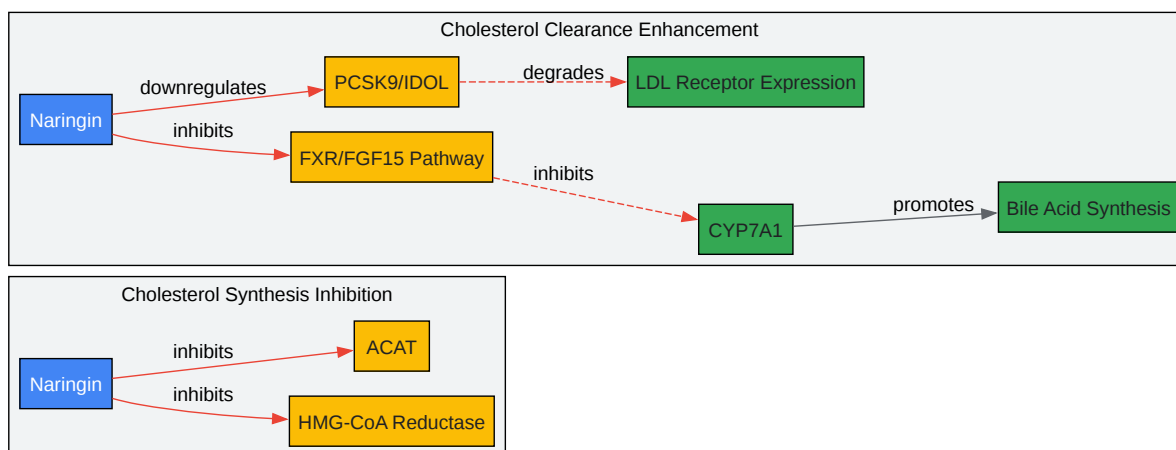 Cholesterol Clearance Enhancement
Naringin
downregulates
PCSK9/IDOL
degrades
LDL Receptor Expression
inhibits
FXR/FGF15 Pathway
inhibits
CYP7A1
promotes
Bile Acid Synthesis
Cholesterol Synthesis Inhibition
Naringin
inhibits
ACAT
inhibits
HMG-CoA Reductase